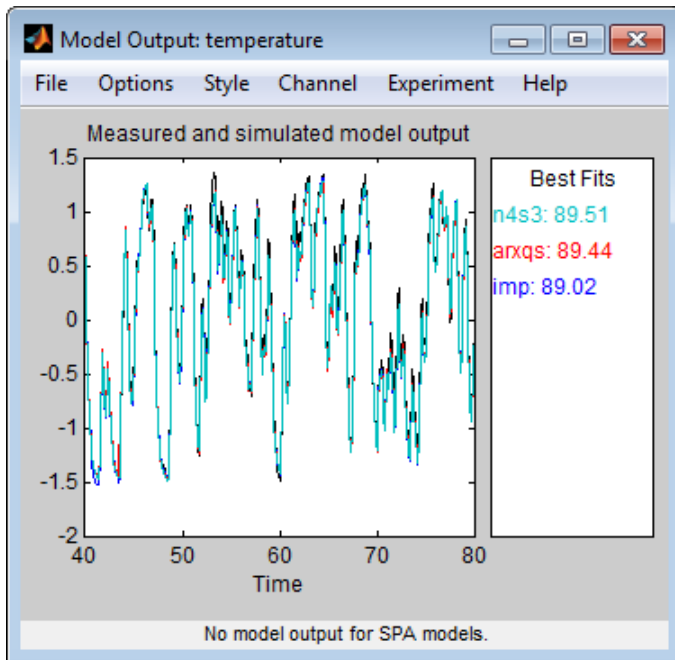 Model Output: temperature
File Options Style Channel Experiment Help
Measured and simulated model output
1.5
1
0.5
0
-0.5
-1
-1.5
-2
40 50 60 70 80
Time
Best Fits
n4s3: 89.51
arxqs: 89.44
imp: 89.02
No model output for SPA models.